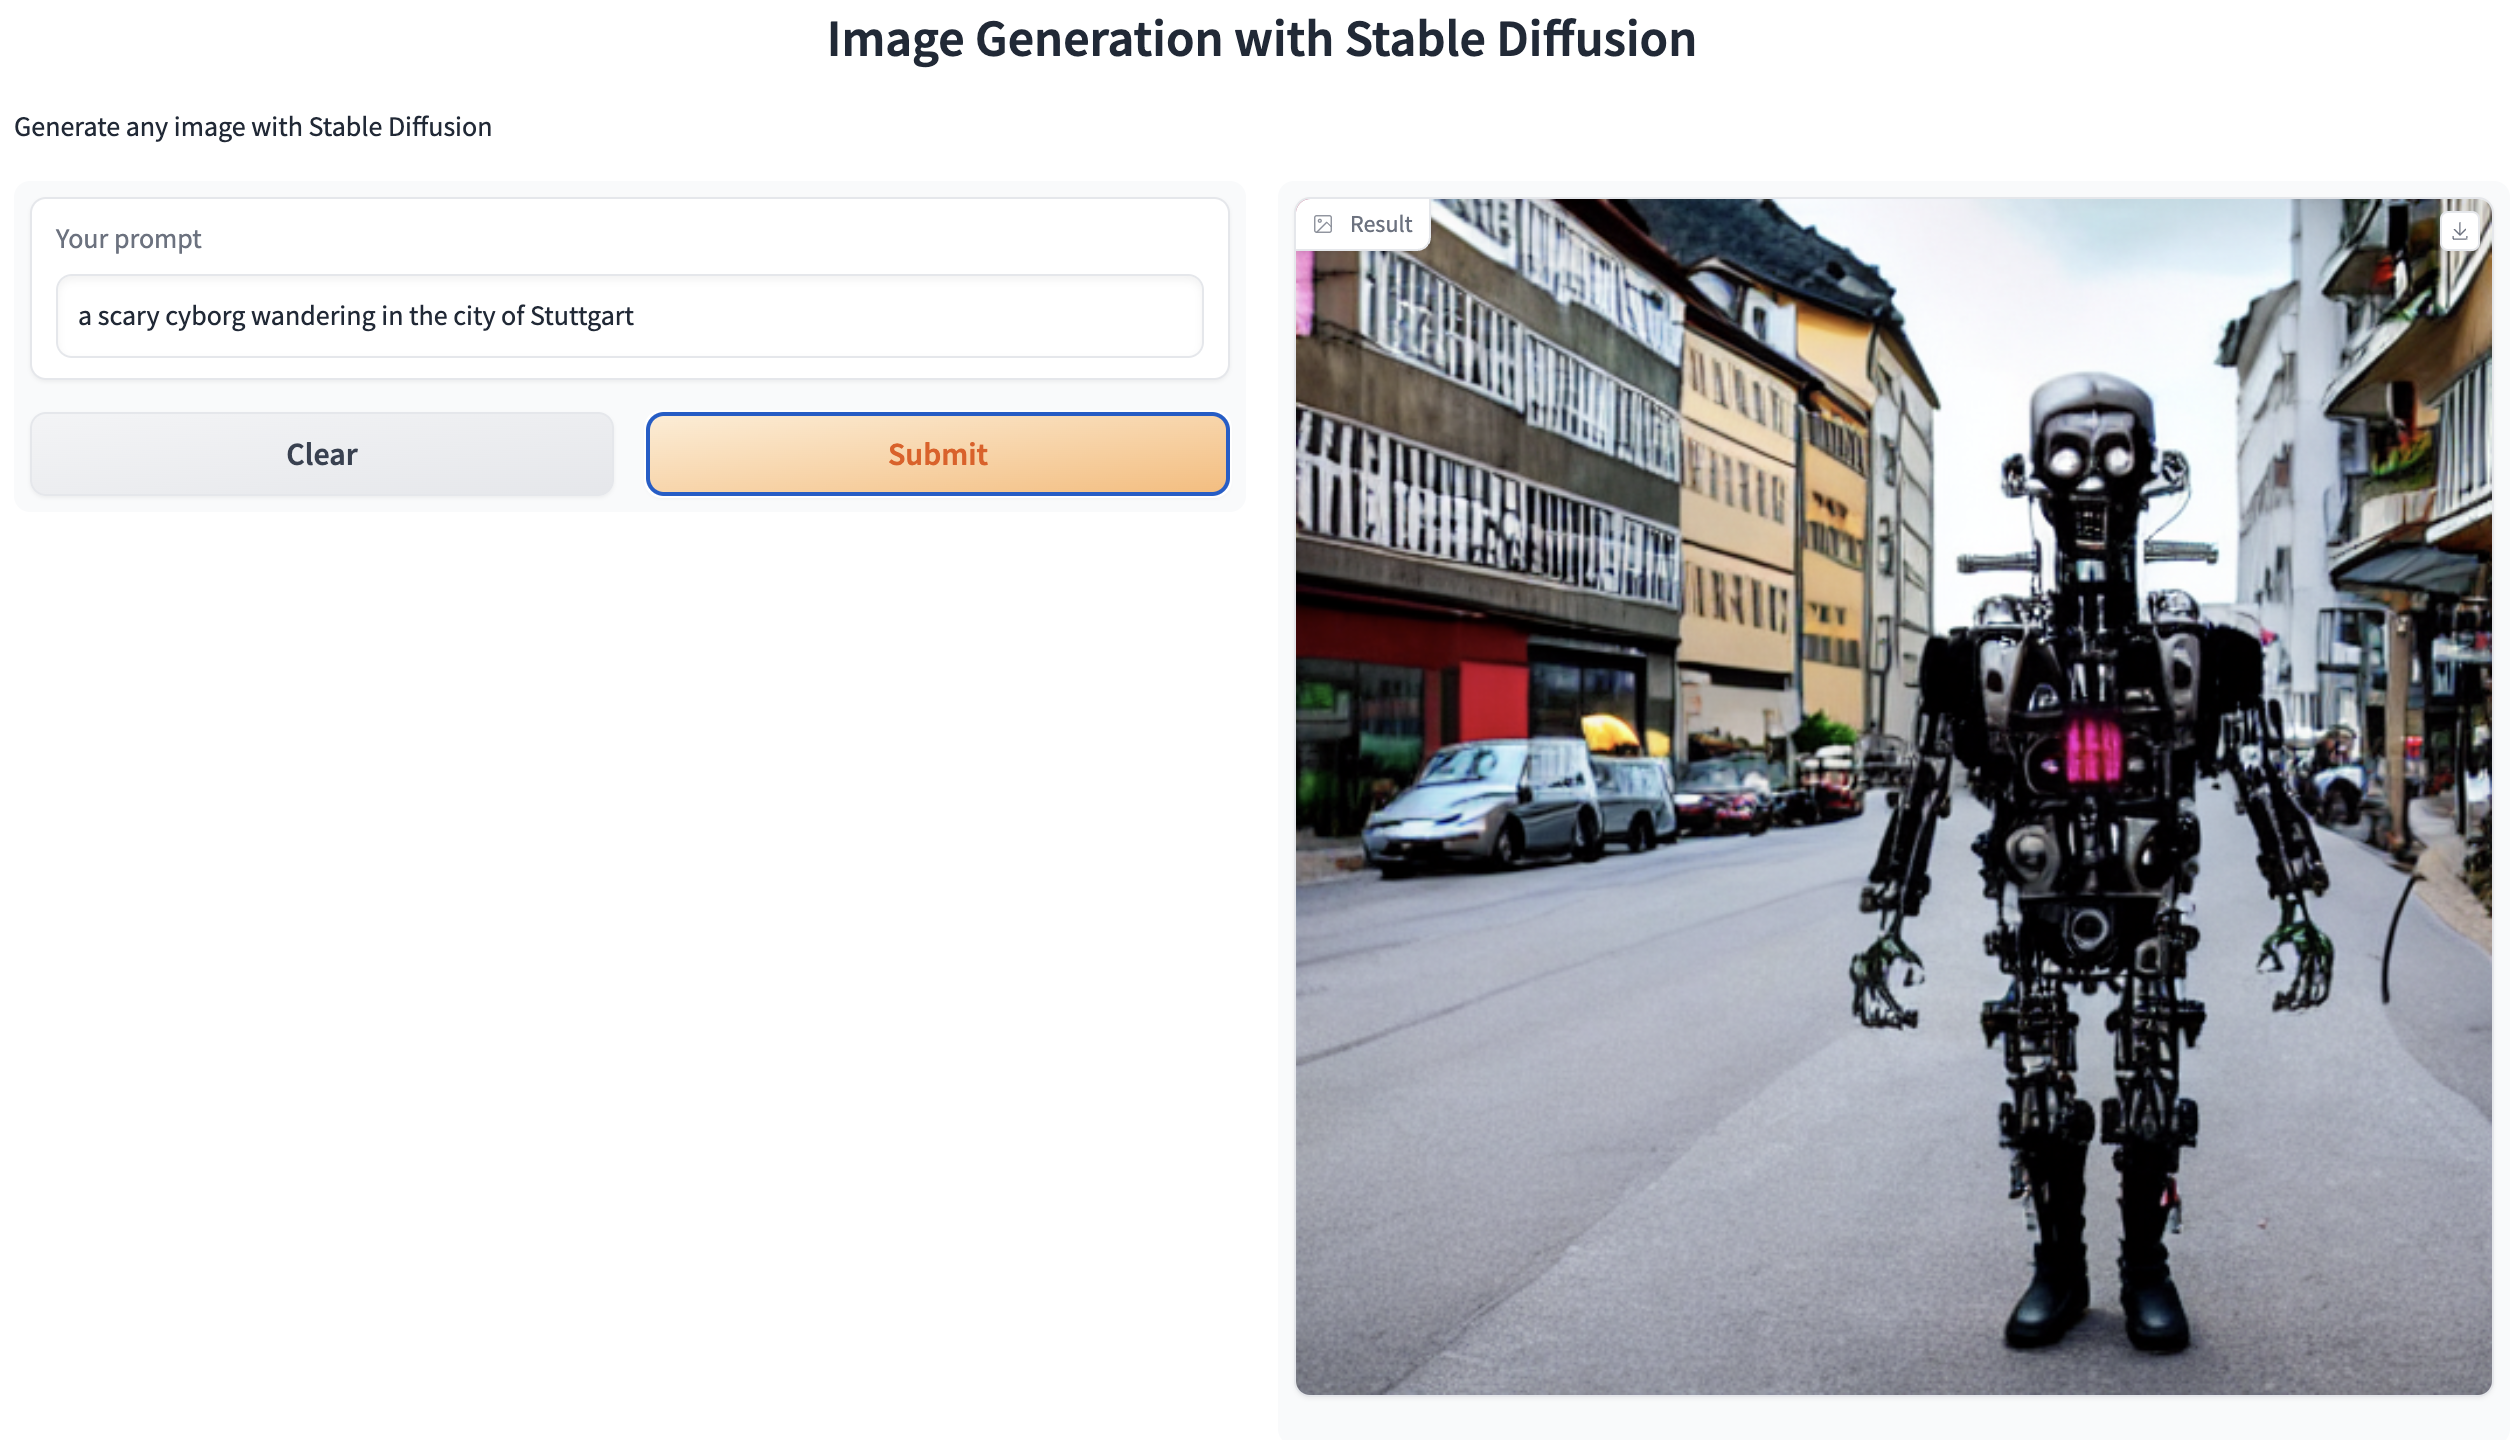 Image Generation with Stable Diffusion
Generate any image with Stable Diffusion
Your prompt
a scary cyborg wandering in the city of Stuttgart
Clear
Submit
Result